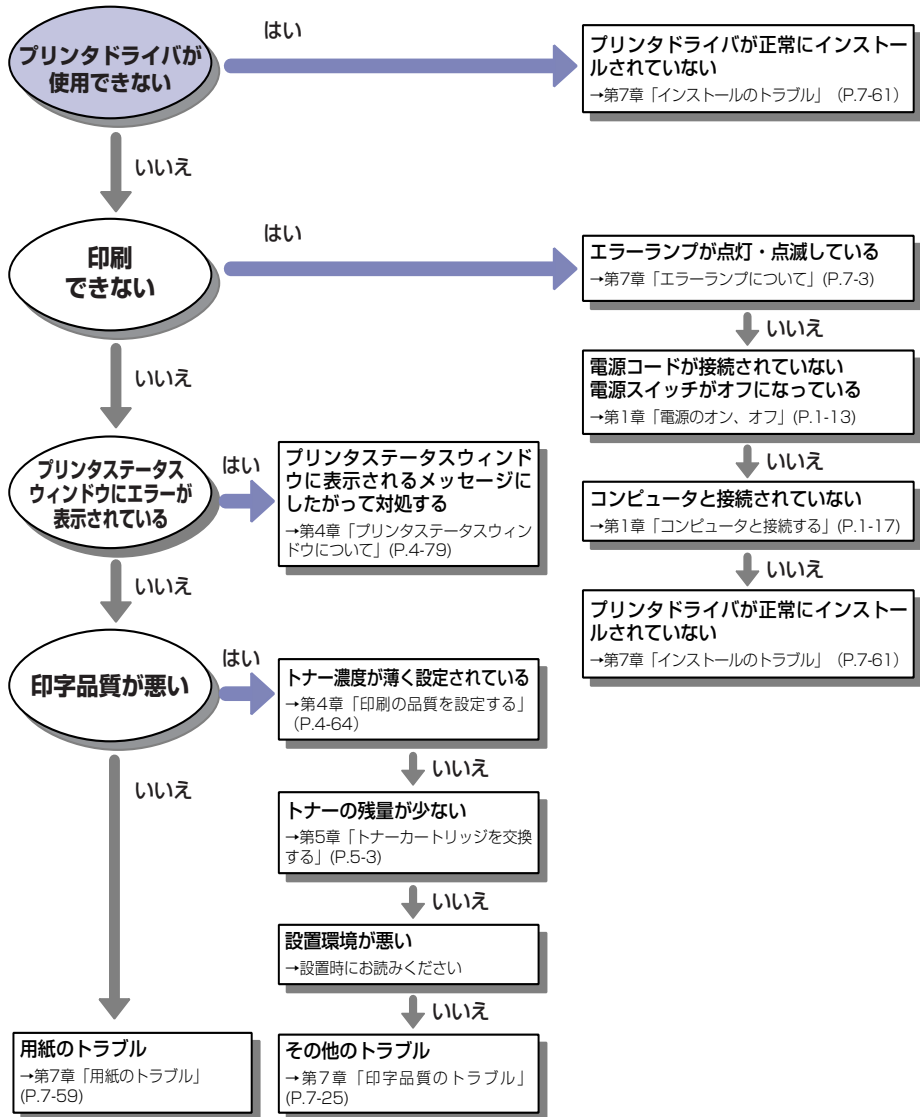 プリンタドライバが
使用できない
はい
プリンタドライバが正常にインストー
ルされていない
→第7章「インストールのトラブル」 (P.7-61)
いいえ
印刷
できない
はい
エラーランプが点灯・点滅している
→第7章「エラーランプについて」(P.7-3)
いいえ
電源コードが接続されていない
電源スイッチがオフになっている
→第1章「電源のオン、オフ」(P.1-13)
いいえ
コンピュータと接続されていない
→第1章「コンピュータと接続する」(P.1-17)
いいえ
プリンタドライバが正常にインストー
ルされていない
→第7章「インストールのトラブル」 (P.7-61)
いいえ
プリンタステータス
ウィンドウにエラーが
表示されている
はい
プリンタステータスウィンド
ウに表示されるメッセージに
したがって対処する
→第4章「プリンタステータスウィン
ドウについて」(P.4-79)
いいえ
印字品質が悪い
はい
トナー濃度が薄く設定されている
→第4章「印刷の品質を設定する」
(P.4-64)
いいえ
トナーの残量が少ない
→第5章「トナーカートリッジを交換
する」(P.5-3)
いいえ
設置環境が悪い
→設置時にお読みください
いいえ
その他のトラブル
→第7章「印字品質のトラブル」
(P.7-25)
いいえ
用紙のトラブル
→第7章「用紙のトラブル」
(P.7-59)